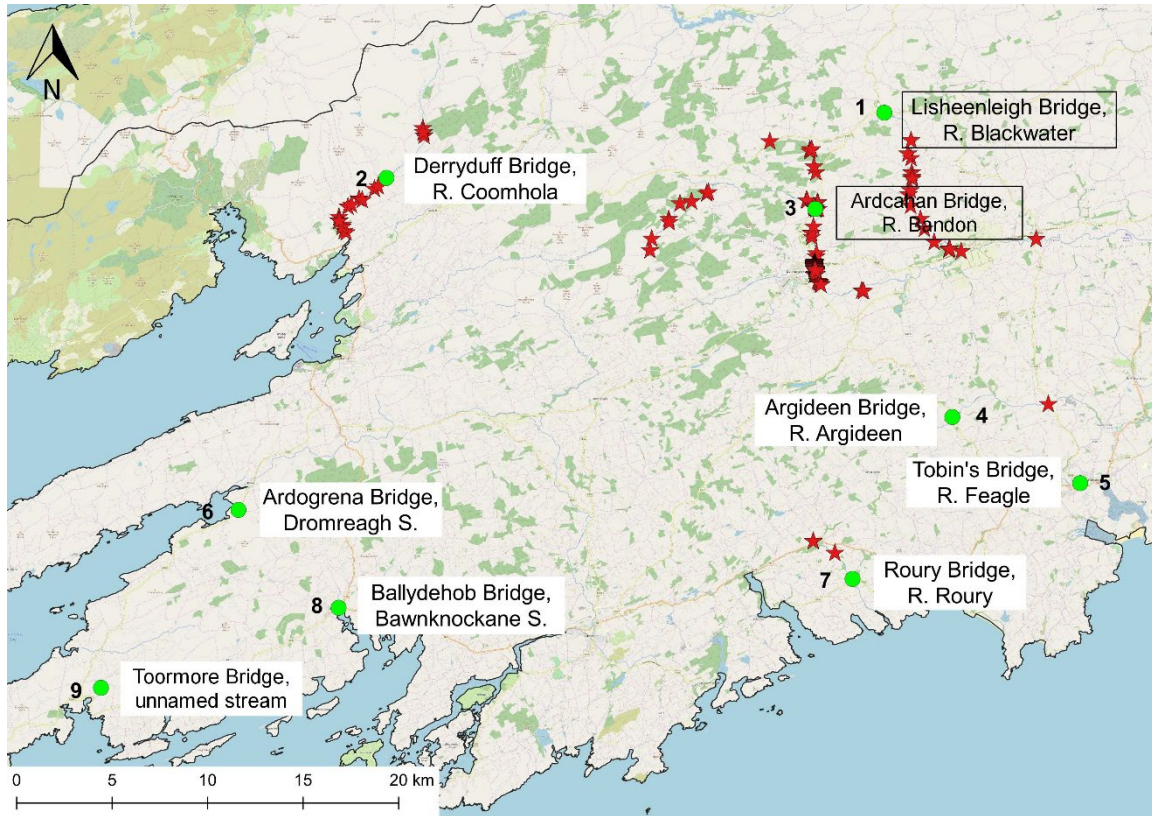 N
1
Lisheenleigh Bridge,
R. Blackwater
2
Derryduff Bridge,
R. Coomhola
3
Ardcahan Bridge,
R. Bandon
Argideen Bridge,
R. Argideen
4
Tobin's Bridge,
R. Feagle
5
6
Ardogrena Bridge,
Dromreagh S.
7
Roury Bridge,
R. Roury
8
Ballydehob Bridge,
Bawnknockane S.
9
Toormore Bridge,
unnamed stream
0 5 10 15 20 km